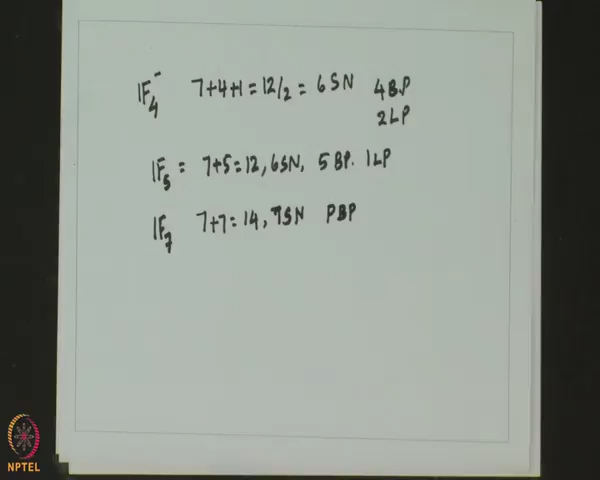 IF₄⁻ 7+4+1=12/2=6SN 4BP
2LP
IF₅ = 7+5=12, 6SN, 5BP. 1LP
IF₇ 7+7=14, 7SN PBP
NPTEL